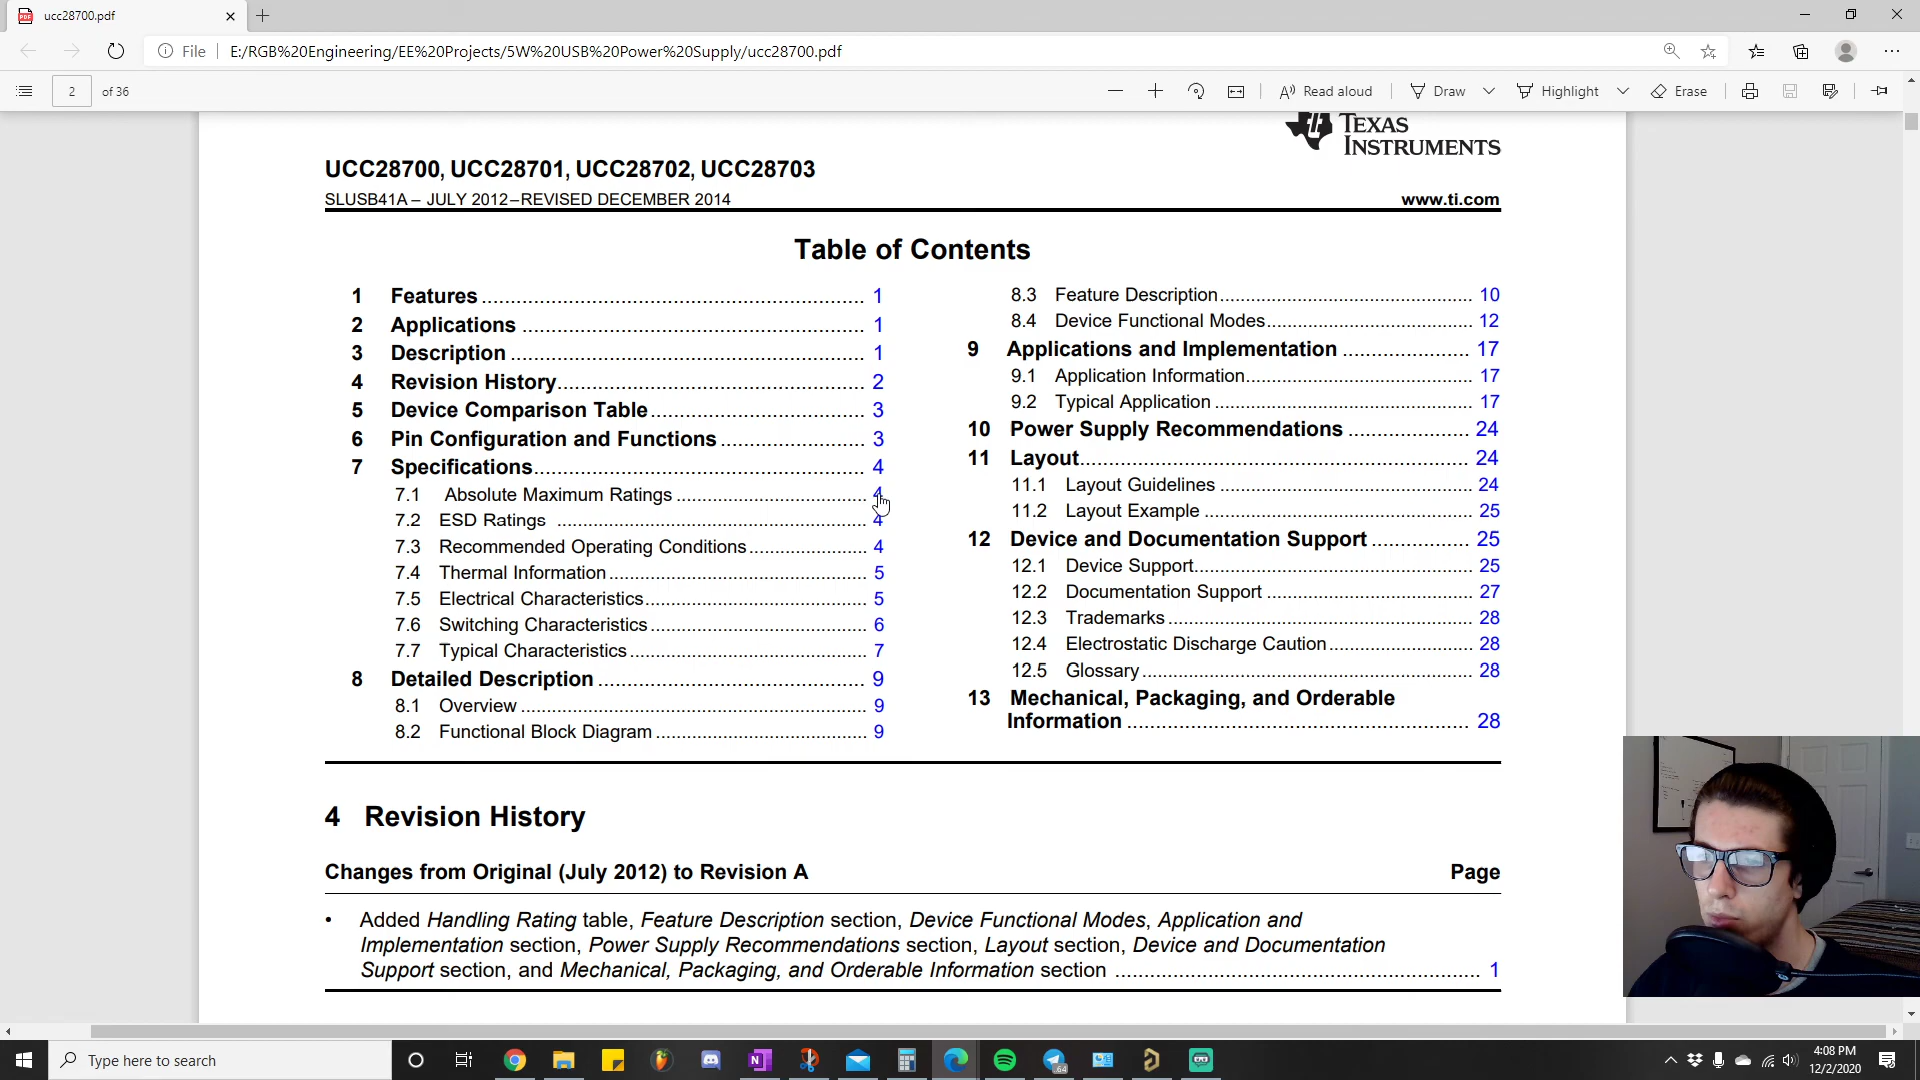 ucc28700.pdf
File
E:/RGB%20Engineering/EE%20Projects/5W%20USB%20Power%20Supply/ucc28700.pdf
2 of 36
Read aloud
Draw
Highlight
Erase
TEXAS
INSTRUMENTS
UCC28700, UCC28701, UCC28702, UCC28703
SLUSB41A – JULY 2012–REVISED DECEMBER 2014
www.ti.com
Table of Contents
1 Features........ 1
2 Applications ........ 1
3 Description ........ 1
4 Revision History........ 2
5 Device Comparison Table........ 3
6 Pin Configuration and Functions ........ 3
7 Specifications........ 4
7.1 Absolute Maximum Ratings ........ 4
7.2 ESD Ratings ........ 4
7.3 Recommended Operating Conditions........ 4
7.4 Thermal Information........ 5
7.5 Electrical Characteristics........ 5
7.6 Switching Characteristics........ 6
7.7 Typical Characteristics........ 7
8 Detailed Description ........ 9
8.1 Overview ........ 9
8.2 Functional Block Diagram ........ 9
8.3 Feature Description........ 10
8.4 Device Functional Modes........ 12
9 Applications and Implementation ........ 17
9.1 Application Information........ 17
9.2 Typical Application ........ 17
10 Power Supply Recommendations ........ 24
11 Layout........ 24
11.1 Layout Guidelines ........ 24
11.2 Layout Example ........ 25
12 Device and Documentation Support ........ 25
12.1 Device Support........ 25
12.2 Documentation Support ........ 27
12.3 Trademarks ........ 28
12.4 Electrostatic Discharge Caution........ 28
12.5 Glossary ........ 28
13 Mechanical, Packaging, and Orderable
Information ........ 28
4 Revision History
Changes from Original (July 2012) to Revision A
Page
• Added Handling Rating table, Feature Description section, Device Functional Modes, Application and
Implementation section, Power Supply Recommendations section, Layout section, Device and Documentation
Support section, and Mechanical, Packaging, and Orderable Information section ........ 1
Type here to search
64
4:08 PM
12/2/2020